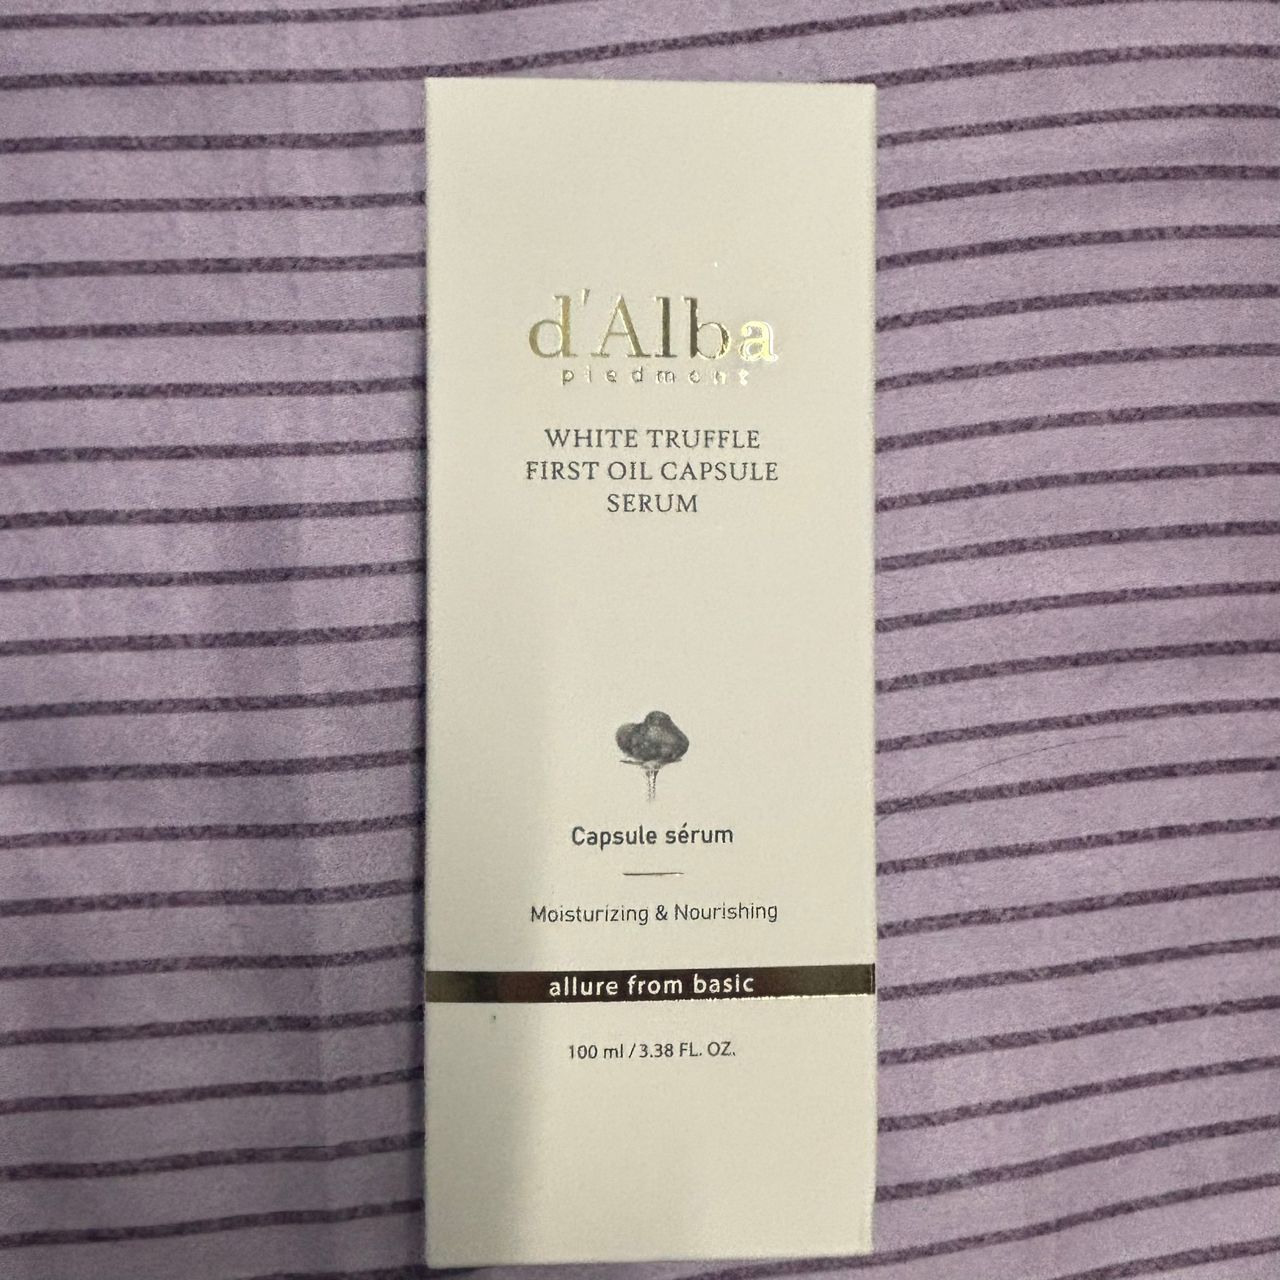 d'Alba
piedmont
WHITE TRUFFLE
FIRST OIL CAPSULE
SERUM
Capsule sérum
Moisturizing & Nourishing
allure from basic
100 ml / 3.38 FL. OZ.